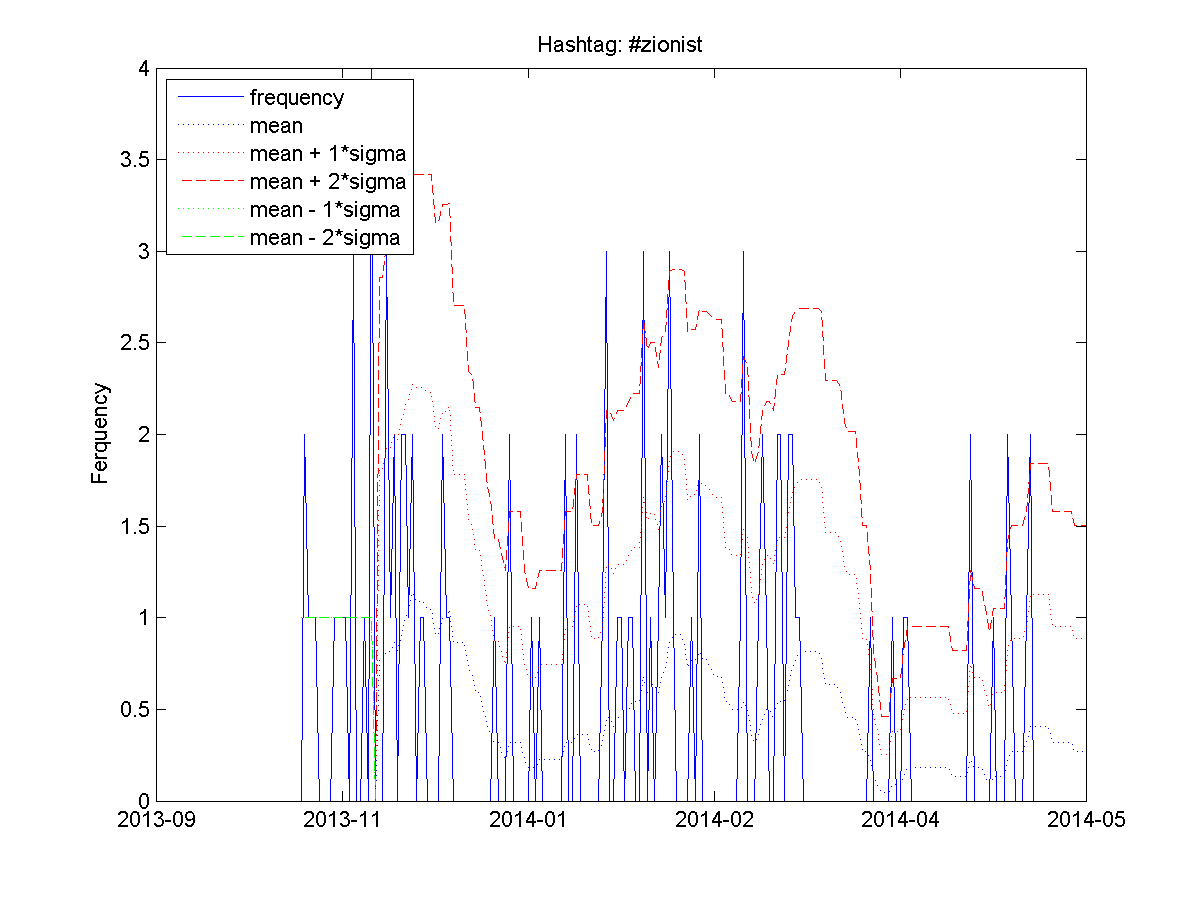 Hashtag: #zionist
4
3.5
3
2.5
2
1.5
1
0.5
0
Ferquency
frequency
mean
mean + 1*sigma
mean + 2*sigma
mean - 1*sigma
mean - 2*sigma
2013-09
2013-11
2014-01
2014-02
2014-04
2014-05